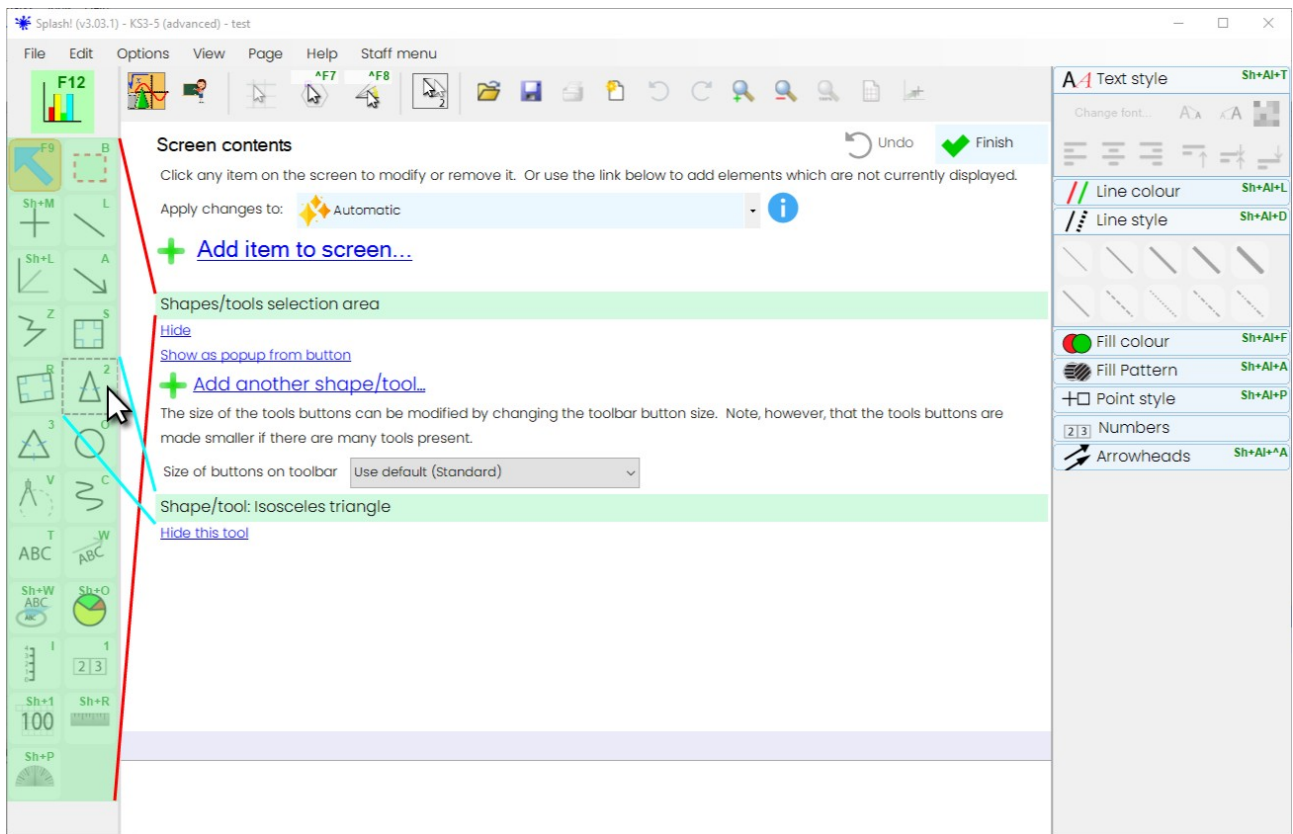 Splash! (v3.03.1) - KS3-5 (advanced) - test
File Edit Options View Page Help Staff menu
F12
^F7 ^F8
2
Screen contents
Undo
Finish
Click any item on the screen to modify or remove it. Or use the link below to add elements which are not currently displayed.
Apply changes to: Automatic
Add item to screen...
Shapes/tools selection area
Hide
Show as popup from button
Add another shape/tool...
The size of the tools buttons can be modified by changing the toolbar button size. Note, however, that the tools buttons are
made smaller if there are many tools present.
Size of buttons on toolbar Use default (Standard)
Shape/tool: Isosceles triangle
Hide this tool
F9 B
Sh+M L
Sh+L A
Z S
R 2
3 O
V C
T W
ABC ABC
Sh+W Sh+O
ABC
ABC
I 1
2 3
Sh+1 Sh+R
100
Sh+P
AA Text style Sh+Al+T
Change font... A A
Line colour Sh+Al+L
Line style Sh+Al+D
Fill colour Sh+Al+F
Fill Pattern Sh+Al+A
Point style Sh+Al+P
2 3 Numbers
Arrowheads Sh+Al+^A